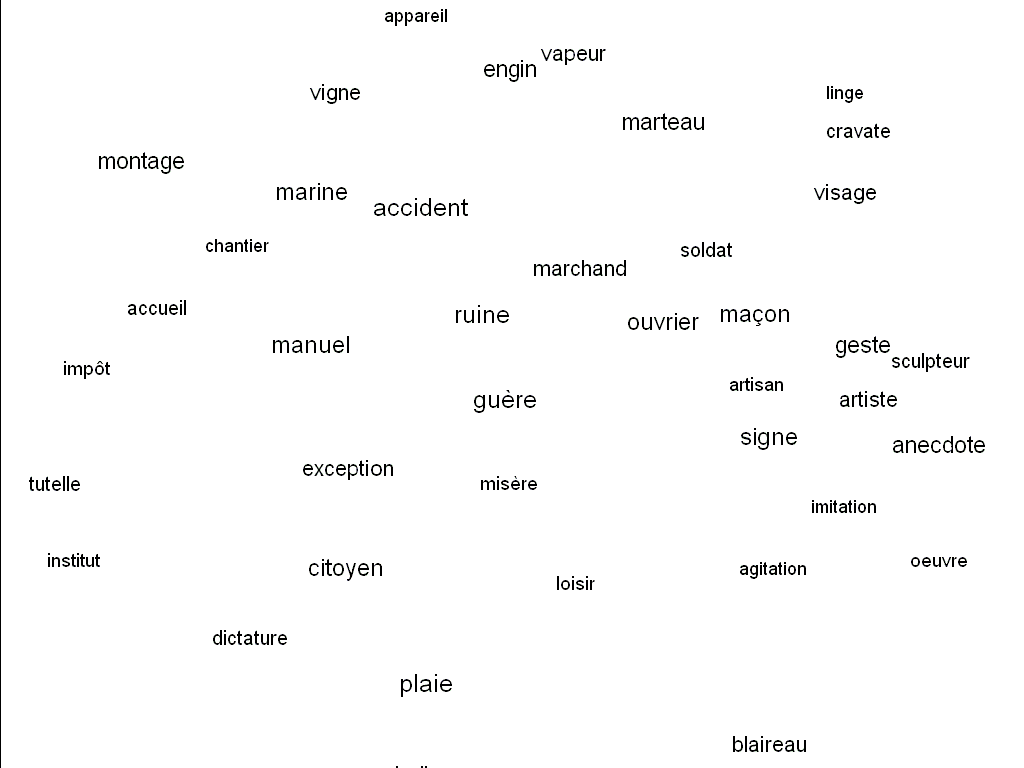 appareil
vapeur
engin
vigne
linge
marteau
cravate
montage
marine
visage
accident
chantier
soldat
marchand
accueil
maçon
ruine
ouvrier
manuel
geste
sculpteur
impôt
artisan
guère
artiste
signe
anecdote
exception
misère
tutelle
imitation
institut
oeuvre
citoyen
agitation
loisir
dictature
plaie
blaireau